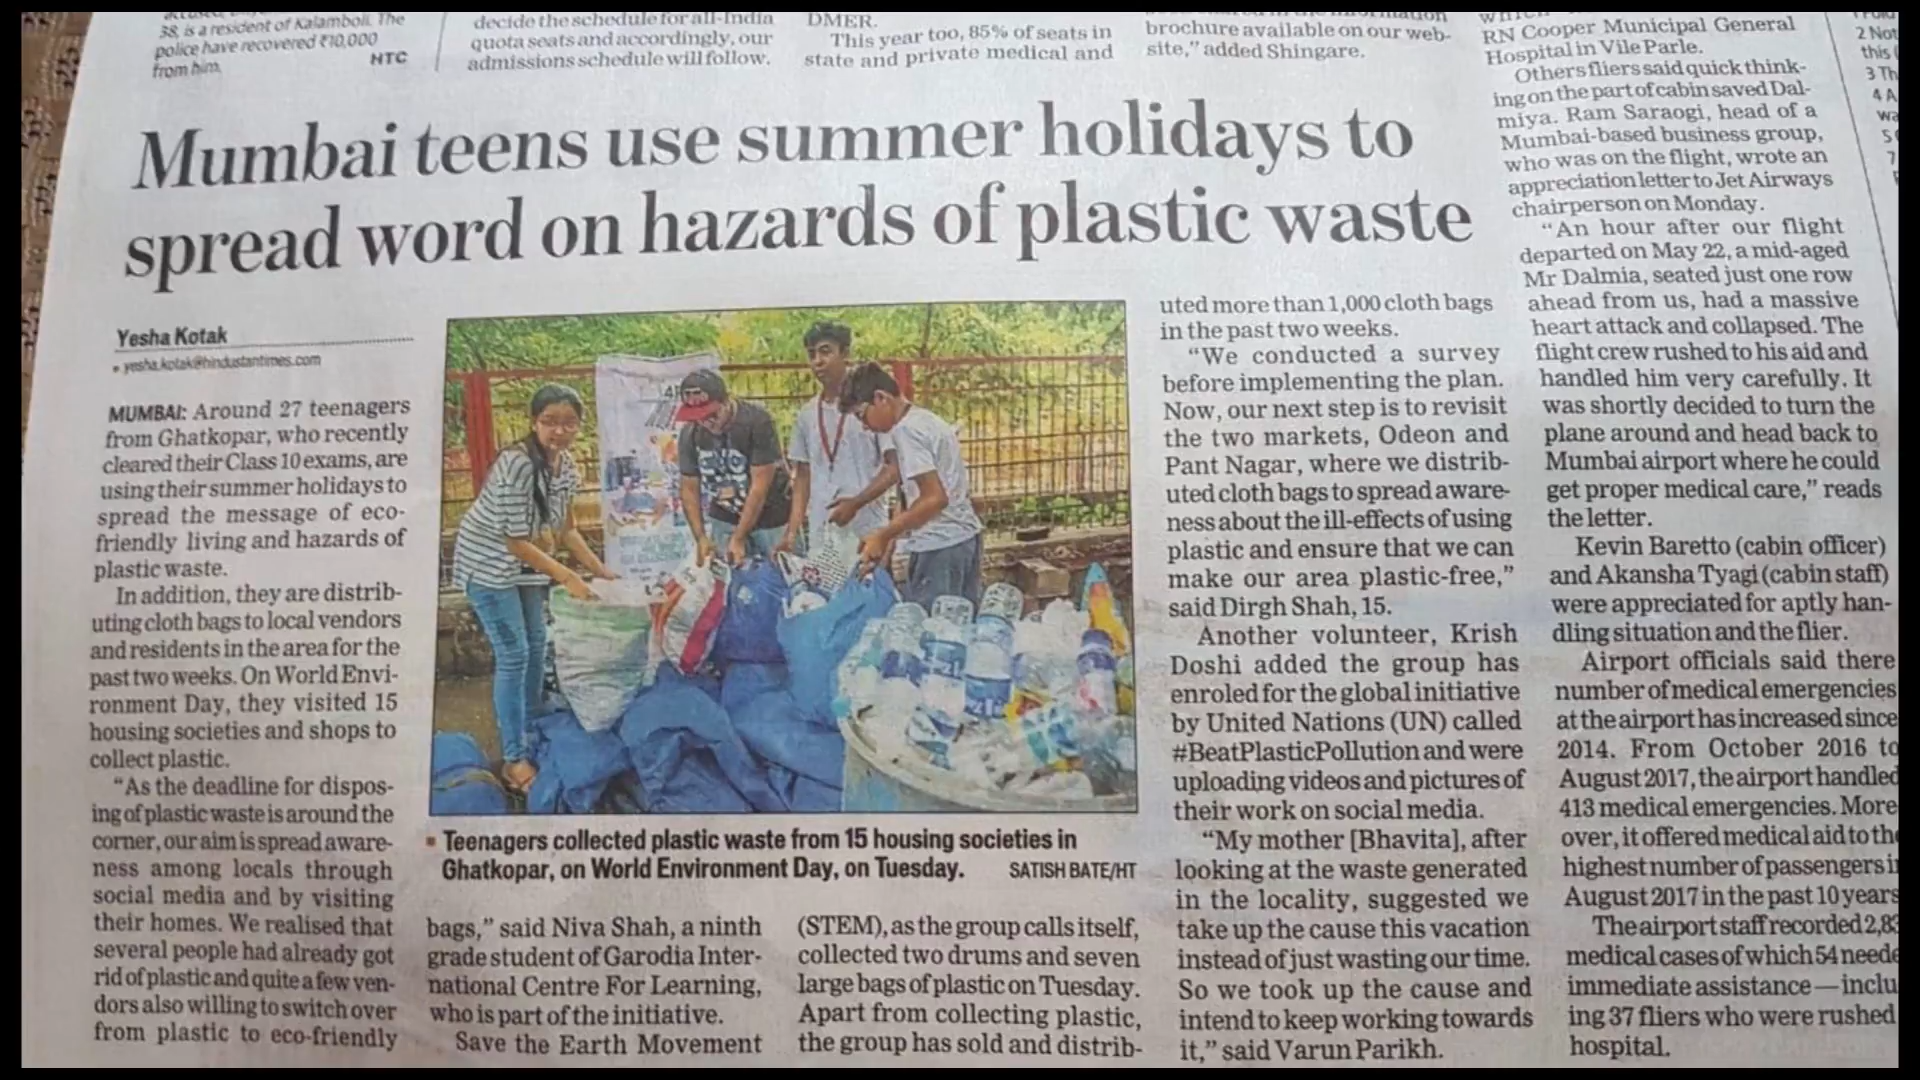 38, is a resident of Kalamboli. The
police have recovered ₹10,000
from him.
HTC
decide the schedule for all-India
quota seats and accordingly, our
admissions schedule will follow.
DMER.
This year too, 85% of seats in
state and private medical and
brochure available on our web-
site," added Shingare.
Mumbai teens use summer holidays to
spread word on hazards of plastic waste
Yesha Kotak
yesha.kotak@hindustantimes.com
MUMBAI: Around 27 teenagers
from Ghatkopar, who recently
cleared their Class 10 exams, are
using their summer holidays to
spread the message of eco-
friendly living and hazards of
plastic waste.
In addition, they are distrib-
uting cloth bags to local vendors
and residents in the area for the
past two weeks. On World Envi-
ronment Day, they visited 15
housing societies and shops to
collect plastic.
"As the deadline for dispos-
ing of plastic waste is around the
corner, our aim is spread aware-
ness among locals through
social media and by visiting
their homes. We realised that
several people had already got
rid of plastic and quite a few ven-
dors also willing to switch over
from plastic to eco-friendly
Teenagers collected plastic waste from 15 housing societies in
Ghatkopar, on World Environment Day, on Tuesday. SATISH BATE/HT
bags," said Niva Shah, a ninth
grade student of Garodia Inter-
national Centre For Learning,
who is part of the initiative.
Save the Earth Movement
(STEM), as the group calls itself,
collected two drums and seven
large bags of plastic on Tuesday.
Apart from collecting plastic,
the group has sold and distrib-
uted more than 1,000 cloth bags
in the past two weeks.
"We conducted a survey
before implementing the plan.
Now, our next step is to revisit
the two markets, Odeon and
Pant Nagar, where we distrib-
uted cloth bags to spread aware-
ness about the ill-effects of using
plastic and ensure that we can
make our area plastic-free,"
said Dirgh Shah, 15.
Another volunteer, Krish
Doshi added the group has
enroled for the global initiative
by United Nations (UN) called
#BeatPlasticPollution and were
uploading videos and pictures of
their work on social media.
"My mother [Bhavita], after
looking at the waste generated
in the locality, suggested we
take up the cause this vacation
instead of just wasting our time.
So we took up the cause and
intend to keep working towards
it," said Varun Parikh.
RN Cooper Municipal General
Hospital in Vile Parle.
Others fliers said quick think-
ing on the part of cabin saved Dal-
miya. Ram Saraogi, head of a
Mumbai-based business group,
who was on the flight, wrote an
appreciation letter to Jet Airways
chairperson on Monday.
"An hour after our flight
departed on May 22, a mid-aged
Mr Dalmia, seated just one row
ahead from us, had a massive
heart attack and collapsed. The
flight crew rushed to his aid and
handled him very carefully. It
was shortly decided to turn the
plane around and head back to
Mumbai airport where he could
get proper medical care," reads
the letter.
Kevin Baretto (cabin officer)
and Akansha Tyagi (cabin staff)
were appreciated for aptly han-
dling situation and the flier.
Airport officials said there
number of medical emergencies
at the airport has increased since
2014. From October 2016 to
August 2017, the airport handled
413 medical emergencies. More
over, it offered medical aid to the
highest number of passengers i
August 2017 in the past 10 years
The airport staff recorded 2,83
medical cases of which 54 neede
immediate assistance — inclu
ing 37 fliers who were rushed
hospital.
2 Not
this
3 Th
4 A
wa
5
7